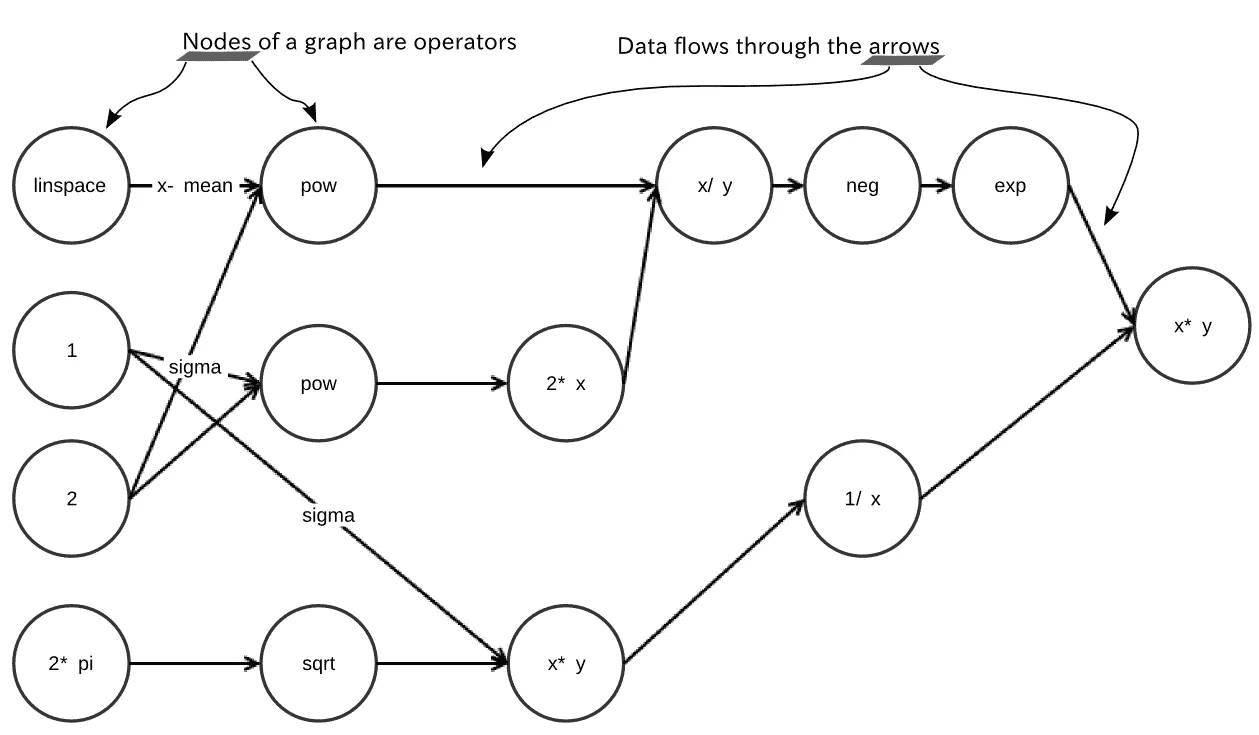 Nodes of a graph are operators
Data flows through the arrows
linspace
x- mean
pow
x/ y
neg
exp
x* y
1
sigma
pow
2* x
2
sigma
1/ x
2* pi
sqrt
x* y